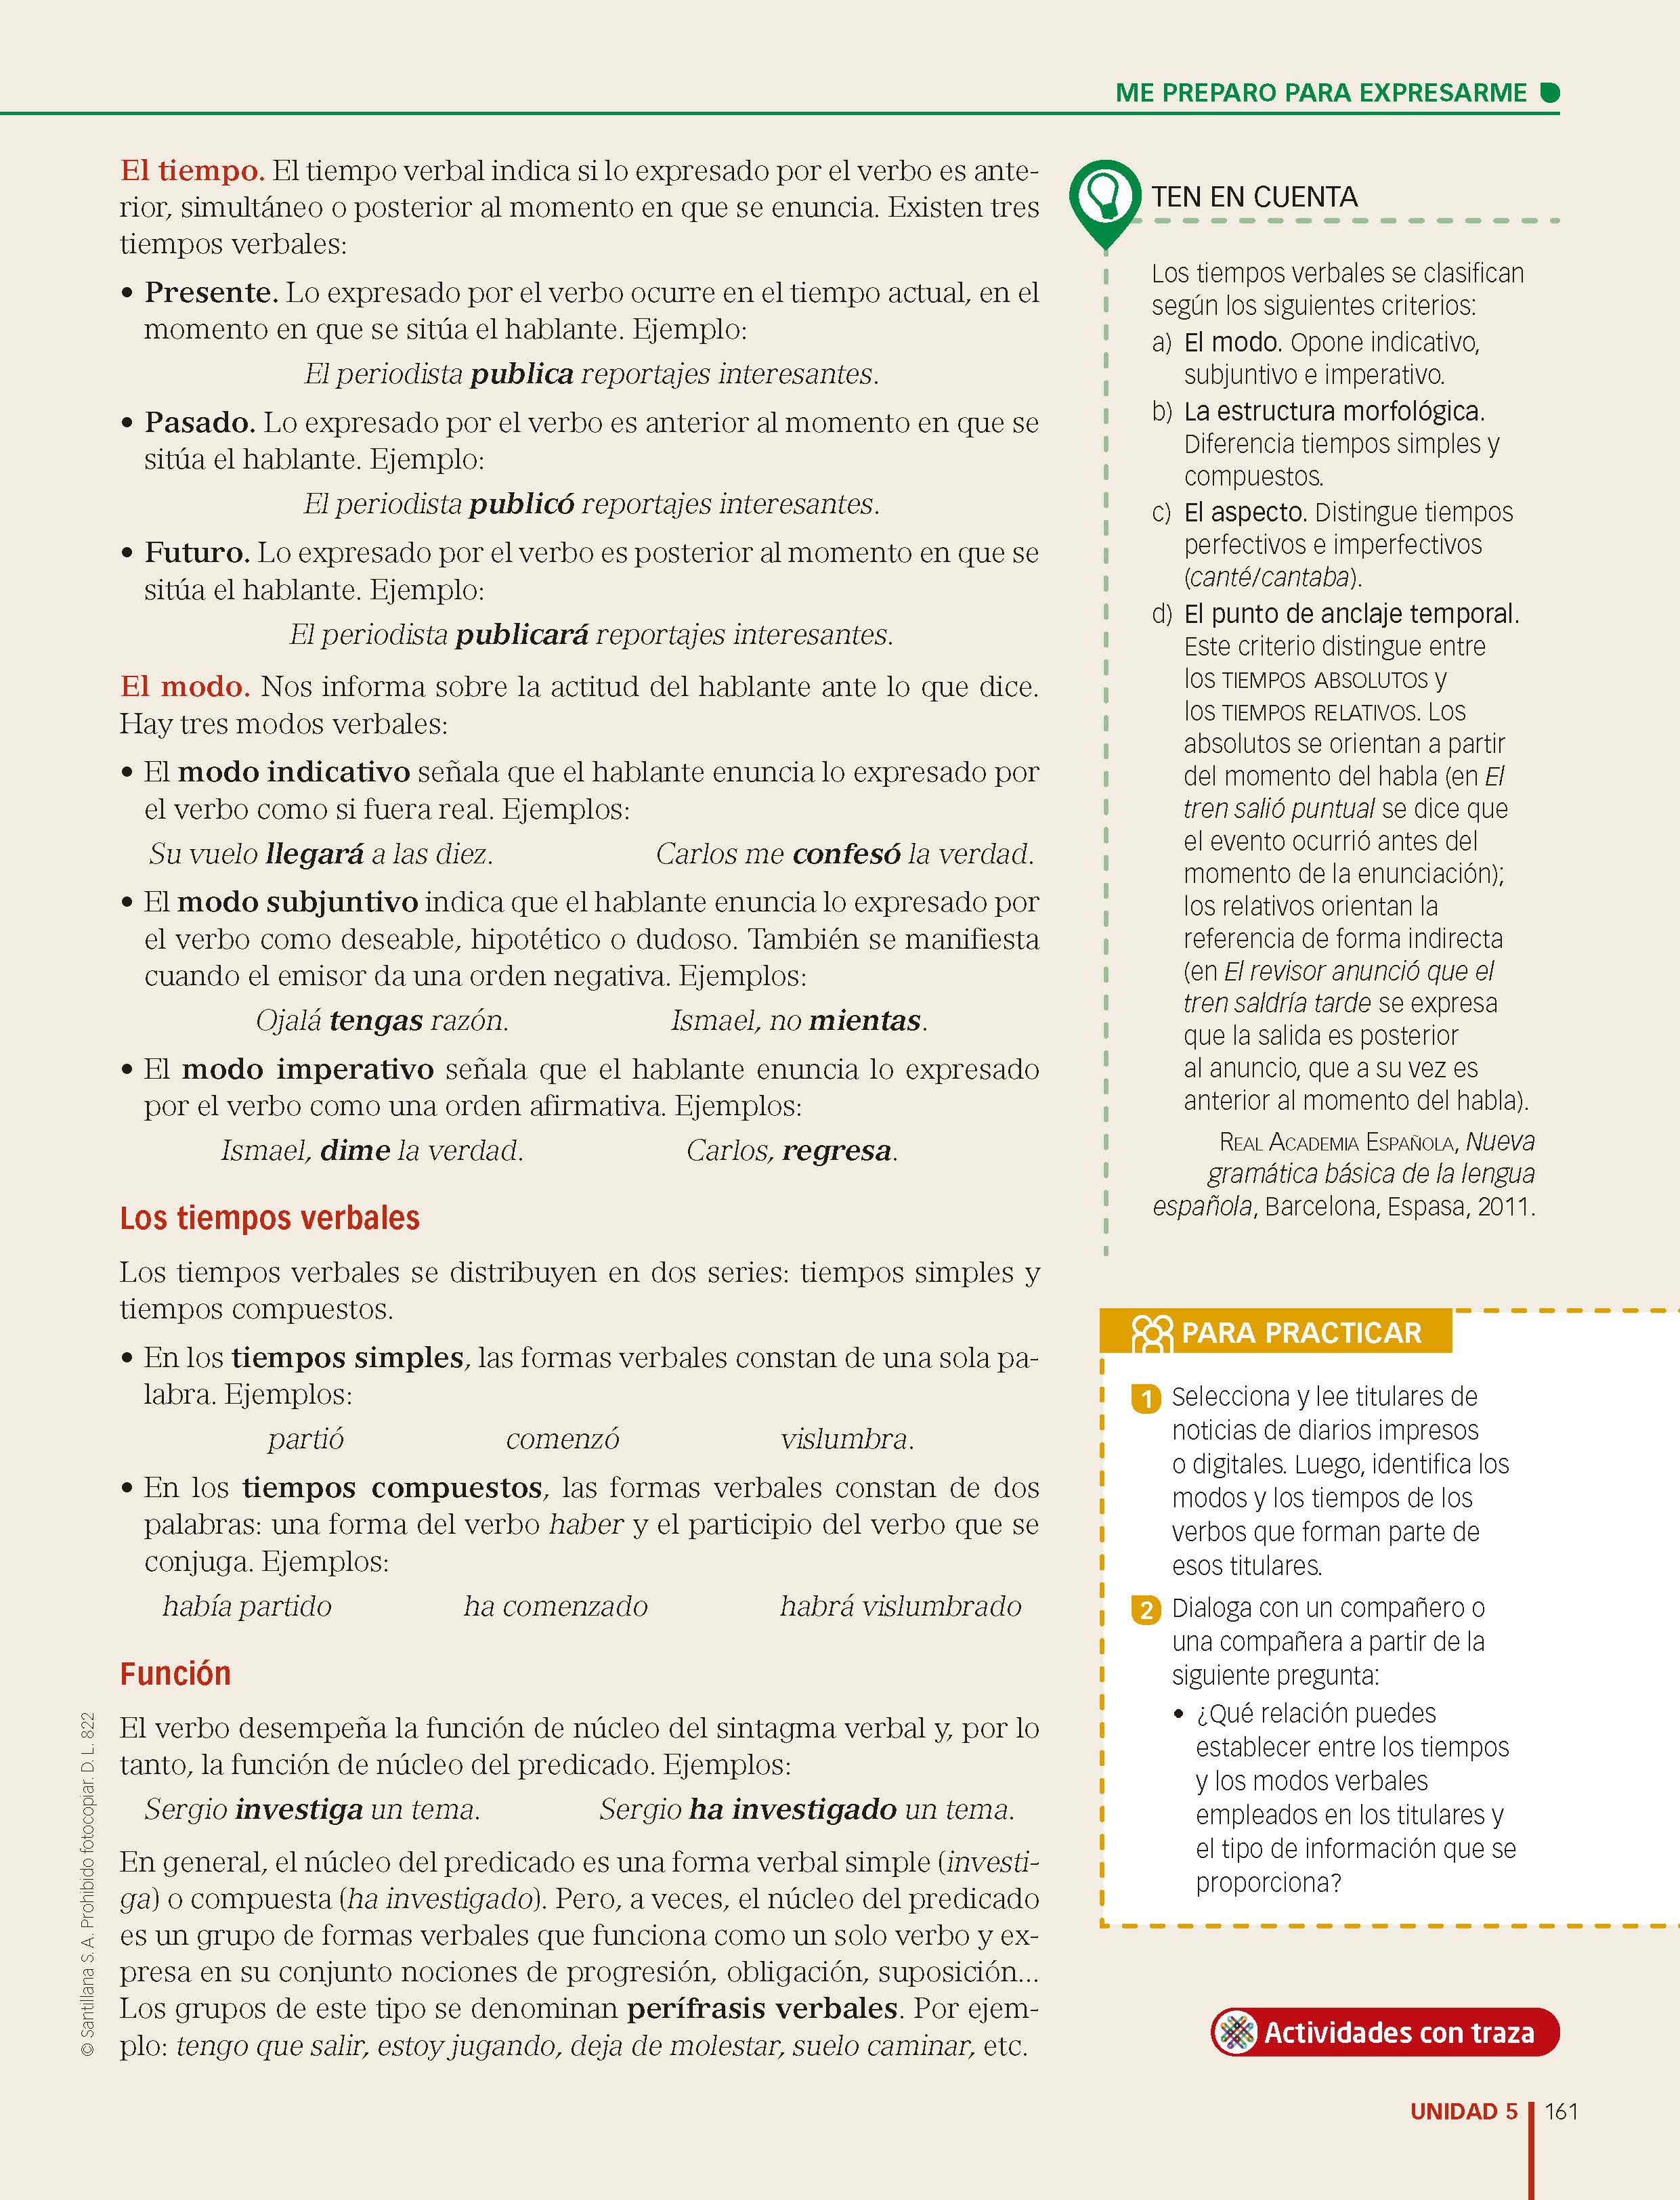 ME PREPARO PARA EXPRESARME
El tiempo. El tiempo verbal indica si lo expresado por el verbo es ante-
rior, simultáneo o posterior al momento en que se enuncia. Existen tres
tiempos verbales:
• Presente. Lo expresado por el verbo ocurre en el tiempo actual, en el
momento en que se sitúa el hablante. Ejemplo:
El periodista publica reportajes interesantes.
• Pasado. Lo expresado por el verbo es anterior al momento en que se
sitúa el hablante. Ejemplo:
El periodista publicó reportajes interesantes.
• Futuro. Lo expresado por el verbo es posterior al momento en que se
sitúa el hablante. Ejemplo:
El periodista publicará reportajes interesantes.
El modo. Nos informa sobre la actitud del hablante ante lo que dice.
Hay tres modos verbales:
• El modo indicativo señala que el hablante enuncia lo expresado por
el verbo como si fuera real. Ejemplos:
Su vuelo llegará a las diez. Carlos me confesó la verdad.
• El modo subjuntivo indica que el hablante enuncia lo expresado por
el verbo como deseable, hipotético o dudoso. También se manifiesta
cuando el emisor da una orden negativa. Ejemplos:
Ojalá tengas razón. Ismael, no mientas.
• El modo imperativo señala que el hablante enuncia lo expresado
por el verbo como una orden afirmativa. Ejemplos:
Ismael, dime la verdad. Carlos, regresa.
Los tiempos verbales
Los tiempos verbales se distribuyen en dos series: tiempos simples y
tiempos compuestos.
• En los tiempos simples, las formas verbales constan de una sola pa-
labra. Ejemplos:
partió comenzó vislumbra.
• En los tiempos compuestos, las formas verbales constan de dos
palabras: una forma del verbo haber y el participio del verbo que se
conjuga. Ejemplos:
había partido ha comenzado habrá vislumbrado
Función
El verbo desempeña la función de núcleo del sintagma verbal y, por lo
tanto, la función de núcleo del predicado. Ejemplos:
Sergio investiga un tema. Sergio ha investigado un tema.
En general, el núcleo del predicado es una forma verbal simple (investi-
ga) o compuesta (ha investigado). Pero, a veces, el núcleo del predicado
es un grupo de formas verbales que funciona como un solo verbo y ex-
presa en su conjunto nociones de progresión, obligación, suposición...
Los grupos de este tipo se denominan perífrasis verbales. Por ejem-
plo: tengo que salir, estoy jugando, deja de molestar, suelo caminar, etc.
© Santillana S. A. Prohibido fotocopiar. D. L. 822
TEN EN CUENTA
Los tiempos verbales se clasifican
según los siguientes criterios:
a) El modo. Opone indicativo,
subjuntivo e imperativo.
b) La estructura morfológica.
Diferencia tiempos simples y
compuestos.
c) El aspecto. Distingue tiempos
perfectivos e imperfectivos
(canté/cantaba).
d) El punto de anclaje temporal.
Este criterio distingue entre
los TIEMPOS ABSOLUTOS y
los TIEMPOS RELATIVOS. Los
absolutos se orientan a partir
del momento del habla (en El
tren salió puntual se dice que
el evento ocurrió antes del
momento de la enunciación);
los relativos orientan la
referencia de forma indirecta
(en El revisor anunció que el
tren saldría tarde se expresa
que la salida es posterior
al anuncio, que a su vez es
anterior al momento del habla).
REAL ACADEMIA ESPAÑOLA, Nueva
gramática básica de la lengua
española, Barcelona, Espasa, 2011.
PARA PRACTICAR
1 Selecciona y lee titulares de
noticias de diarios impresos
o digitales. Luego, identifica los
modos y los tiempos de los
verbos que forman parte de
esos titulares.
2 Dialoga con un compañero o
una compañera a partir de la
siguiente pregunta:
• ¿Qué relación puedes
establecer entre los tiempos
y los modos verbales
empleados en los titulares y
el tipo de información que se
proporciona?
Actividades con traza
UNIDAD 5 161